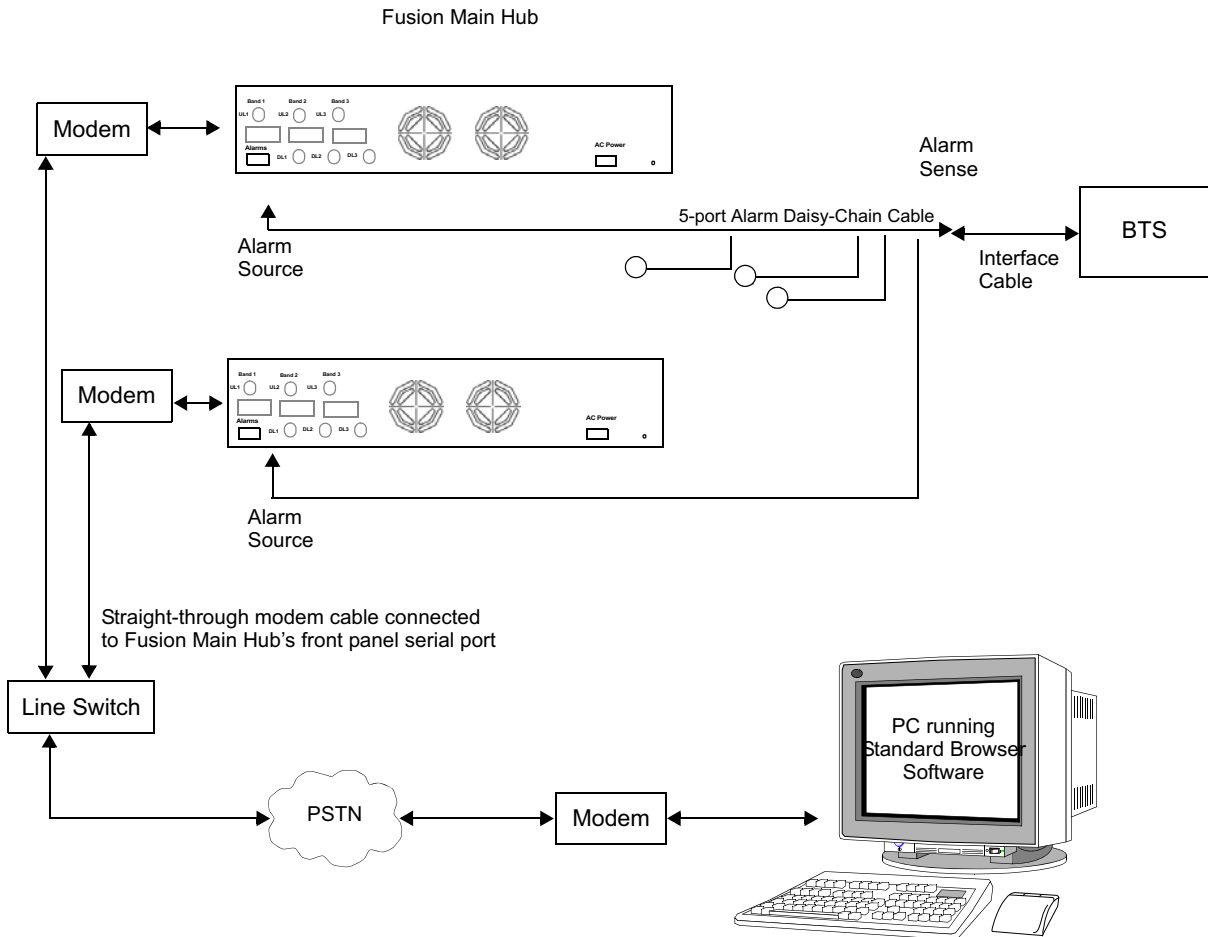 Fusion Main Hub
Band 1 Band 2 Band 3
UL1 UL2 UL3
Modem
Alarms
DL1 DL2 DL3
AC Power
Alarm
Sense
5-port Alarm Daisy-Chain Cable
BTS
Alarm
Source
Interface
Cable
Band 1 Band 2 Band 3
UL1 UL2 UL3
Modem
Alarms
DL1 DL2 DL3
AC Power
Alarm
Source
Straight-through modem cable connected
to Fusion Main Hub's front panel serial port
Line Switch
PC running
Standard Browser
Software
PSTN
Modem